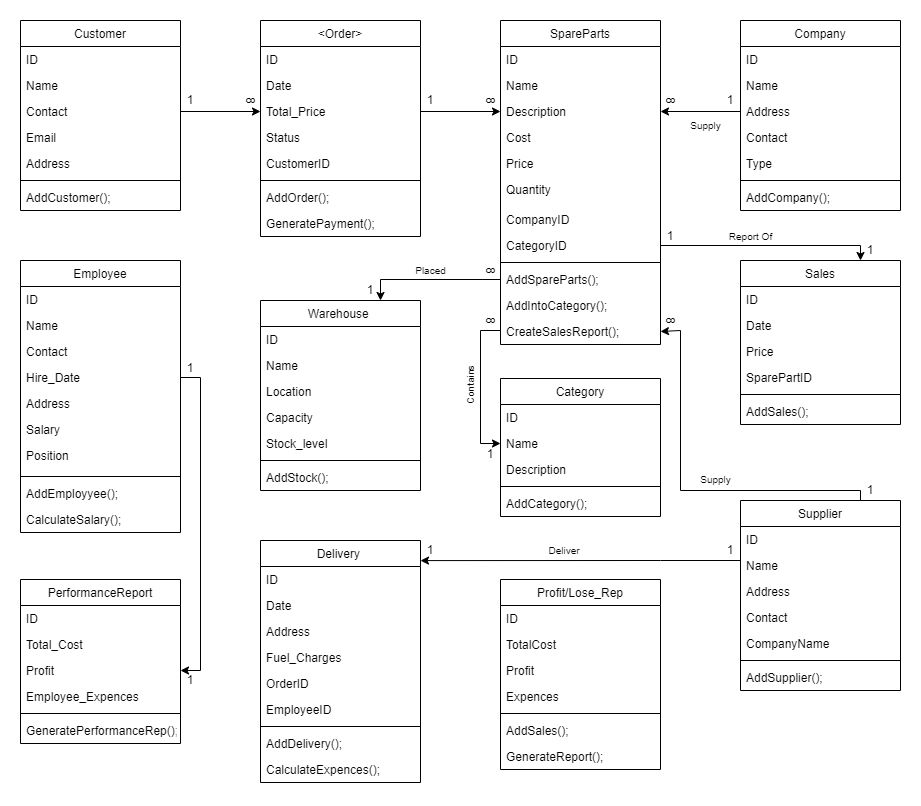 Customer
ID
Name
Contact
Email
Address
AddCustomer();
1
∞
<Order>
ID
Date
Total_Price
Status
CustomerID
AddOrder();
GeneratePayment();
1
∞
SpareParts
ID
Name
Description
Cost
Price
Quantity
CompanyID
CategoryID
AddSpareParts();
AddIntoCategory();
CreateSalesReport();
∞
1
Supply
Company
ID
Name
Address
Contact
Type
AddCompany();
1
Report Of
1
Employee
ID
Name
Contact
Hire_Date
Address
Salary
Position
AddEmployyee();
CalculateSalary();
1
1
∞
Placed
1
Warehouse
ID
Name
Location
Capacity
Stock_level
AddStock();
∞
Contains
1
Category
ID
Name
Description
AddCategory();
Sales
ID
Date
Price
SparePartID
AddSales();
∞
Supply
1
PerformanceReport
ID
Total_Cost
Profit
Employee_Expences
GeneratePerformanceRep();
Delivery
ID
Date
Address
Fuel_Charges
OrderID
EmployeeID
AddDelivery();
CalculateExpences();
1
Deliver
1
Profit/Lose_Rep
ID
TotalCost
Profit
Expences
AddSales();
GenerateReport();
Supplier
ID
Name
Address
Contact
CompanyName
AddSupplier();